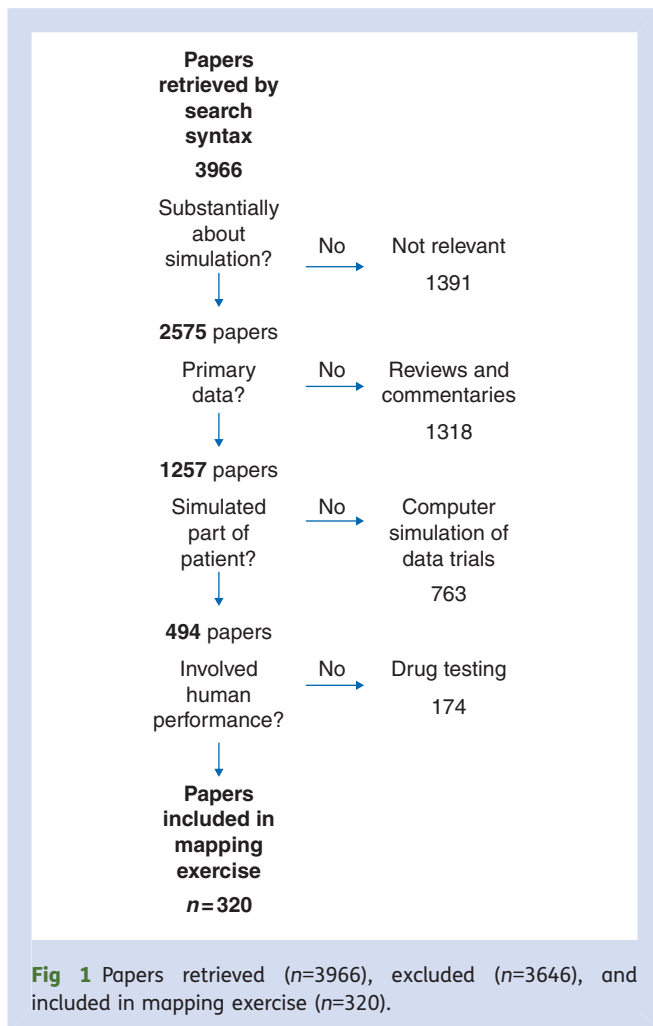 Papers
retrieved by
search
syntax
3966
Substantially
about
simulation?
No
Not relevant
1391
2575 papers
Primary
data?
No
Reviews and
commentaries
1318
1257 papers
Simulated
part of
patient?
No
Computer
simulation of
data trials
763
494 papers
Involved
human
performance?
No
Drug testing
174
Papers
included in
mapping
exercise
n=320
Fig 1 Papers retrieved (n=3966), excluded (n=3646), and
included in mapping exercise (n=320).